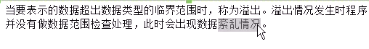 当要表示的数据超出数据类型的临界范围时，称为溢出。溢出情况发生时程序
并没有做数据范围检查处理，此时会出现数据紊乱情况。